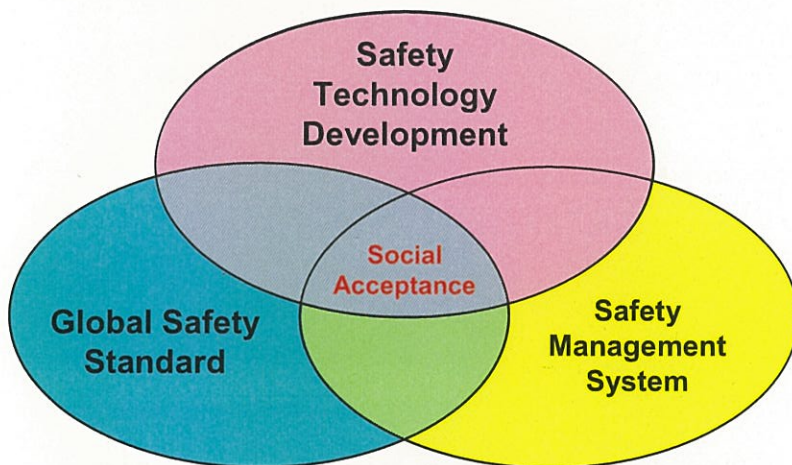 Safety
Technology
Development
Social
Acceptance
Global Safety
Standard
Safety
Management
System